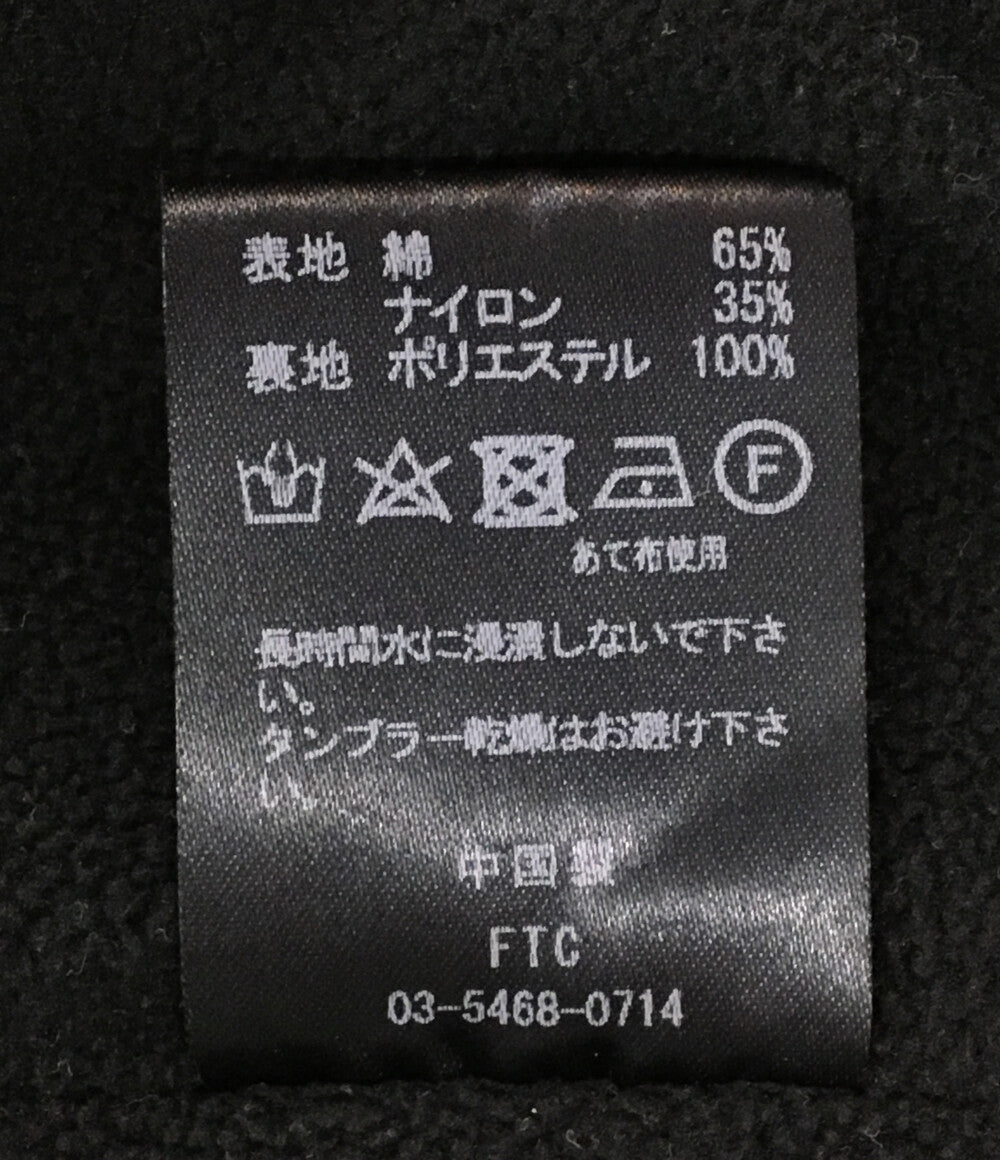 表地 綿 65%
ナイロン 35%
裏地 ポリエステル 100%
F
あて布使用
長時間水に浸漬しないで下さ
い。
タンブラー乾燥はお避け下さ
い。
中国製
FTC
03-5468-0714